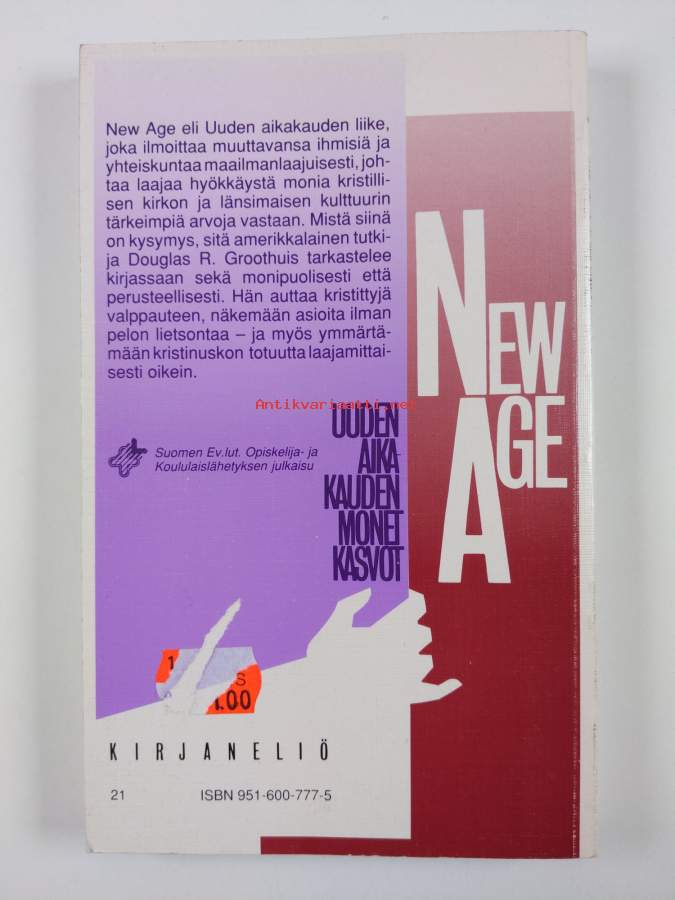 New Age eli Uuden aikakauden liike,
joka ilmoittaa muuttavansa ihmisiä ja
yhteiskuntaa maailmanlaajuisesti, joh-
taa laajaa hyökkäystä monia kristilli-
sen kirkon ja länsimaisen kulttuurin
tärkeimpiä arvoja vastaan. Mistä siinä
on kysymys, sitä amerikkalainen tutki-
ja Douglas R. Groothuis tarkastelee
kirjassaan sekä monipuolisesti että
perusteellisesti. Hän auttaa kristittyjä
valppauteen, näkemään asioita ilman
pelon lietsontaa – ja myös ymmärtä-
mään kristinuskon totuutta laajamittai-
sesti oikein.
Antikvariaatti.net
Suomen Ev.lut. Opiskelija- ja
Koululaislähetyksen julkaisu
UUDEN
AIKA-
KAUDEN
MONET
KASVOT
NEW
AGE
1
S
.00
KIRJANELIÖ
21 ISBN 951-600-777-5